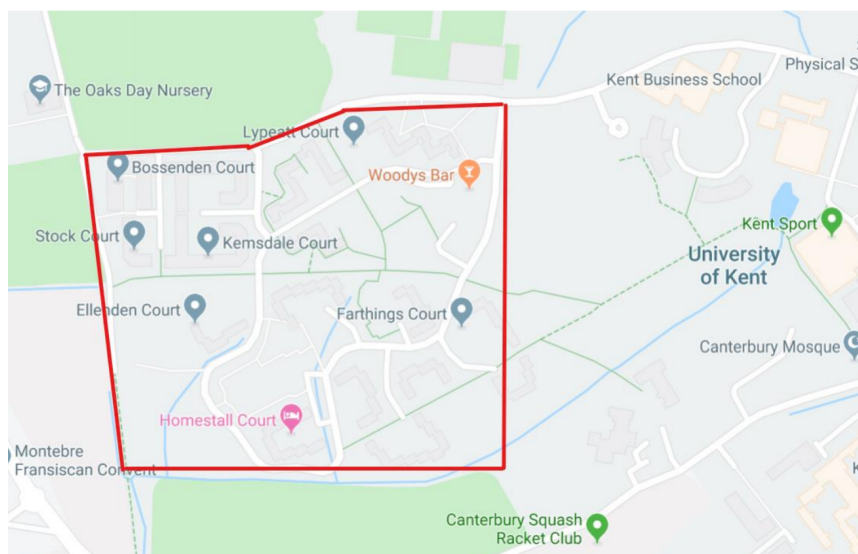 Kent Business School
Physical S
The Oaks Day Nursery
Lypeatt Court
Bossenden Court
Woodys Bar
Kent Sport
Stock Court
Kemsdale Court
University
of Kent
Ellenden Court
Farthings Court
Canterbury Mosque
Homestall Court
Montebre
Fransiscan Convent
K
Canterbury Squash
Racket Club